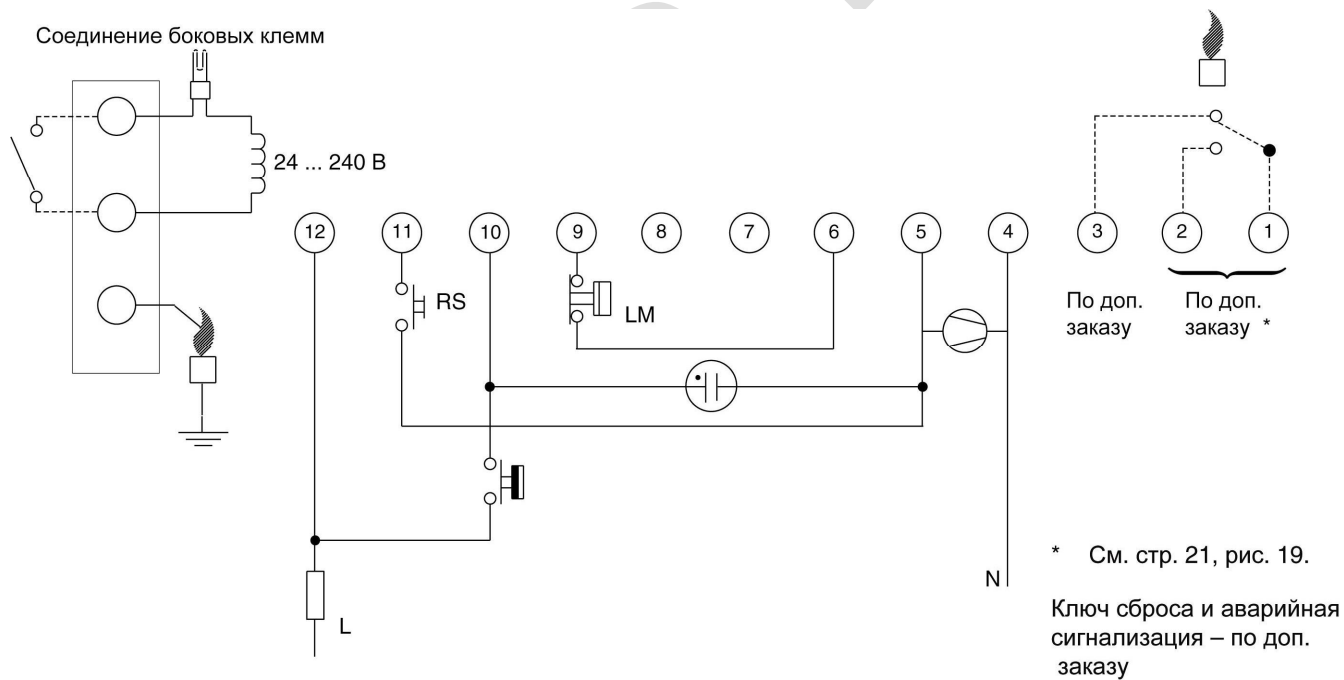 Соединение боковых клемм
24 ... 240 В
12 11 10 9 8 7 6 5 4 3 2 1
RS
LM
По доп.
заказу
По доп.
заказу *
N
L
* См. стр. 21, рис. 19.
Ключ сброса и аварийная
сигнализация – по доп.
заказу